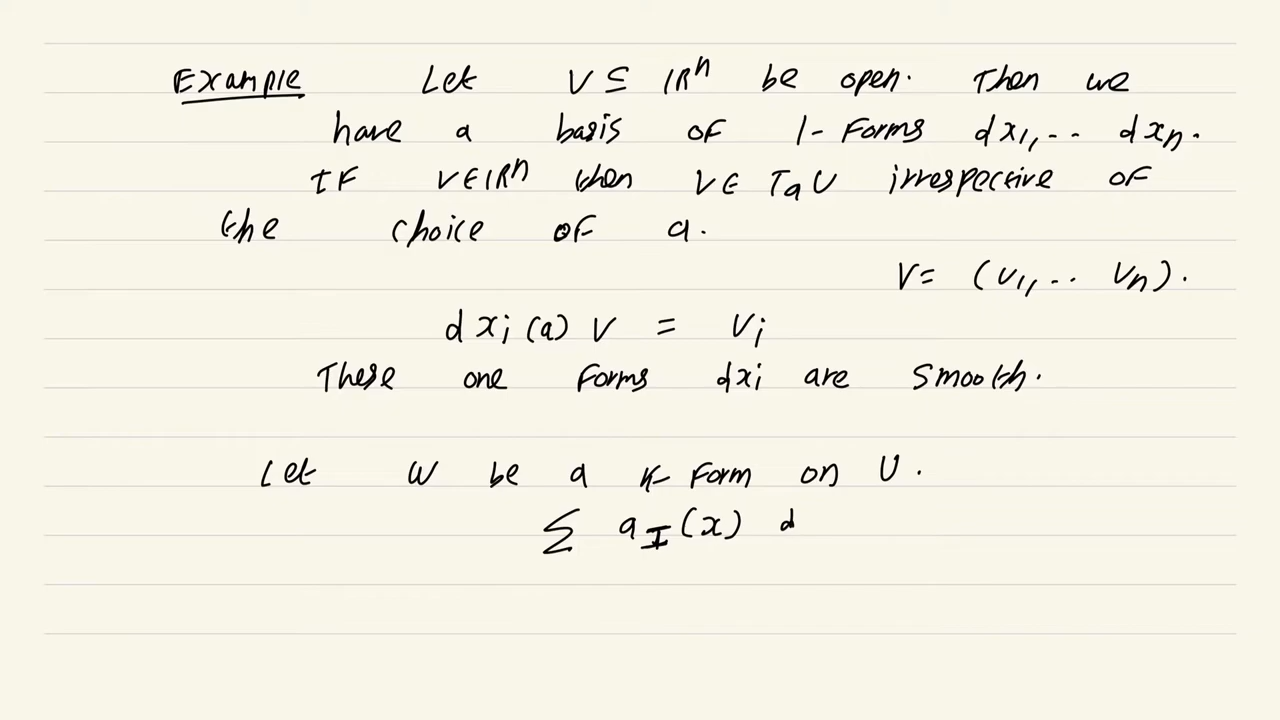 Example Let V ⊆ ℝⁿ be open. Then we
have a basis of 1-Forms dx₁,.. dxₙ.
IF v∈ℝⁿ then v∈ TₐU irrespective of
the choice of a.
V= (v₁,.. vₙ).
dxᵢ(a) v = vᵢ
These one Forms dxᵢ are smooth.
Let ω be a k-Form on U.
Σ a_I(x) d